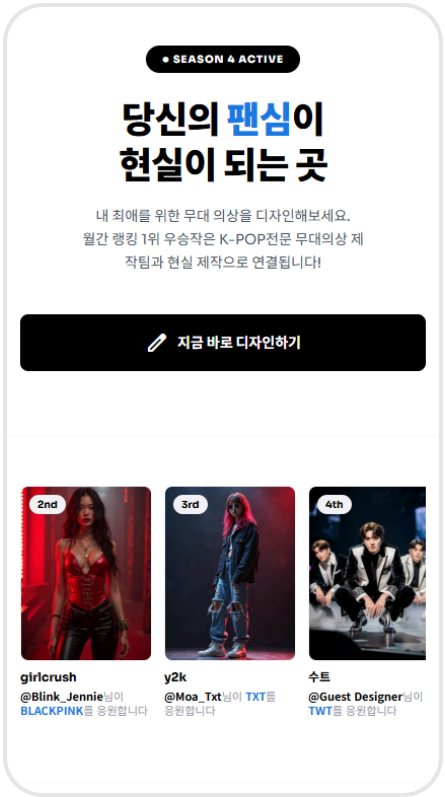 SEASON 4 ACTIVE
당신의 팬심이
현실이 되는 곳
내 최애를 위한 무대 의상을 디자인해보세요.
월간 랭킹 1위 우승작은 K-POP전문 무대의상 제
작팀과 현실 제작으로 연결됩니다!
지금 바로 디자인하기
2nd
3rd
4th
girlcrush
y2k
수트
@Blink_Jennie님이
BLACKPINK를 응원합니다
@Moa_Txt님이 TXT를
응원합니다
@Guest Designer님이
TWT를 응원합니다